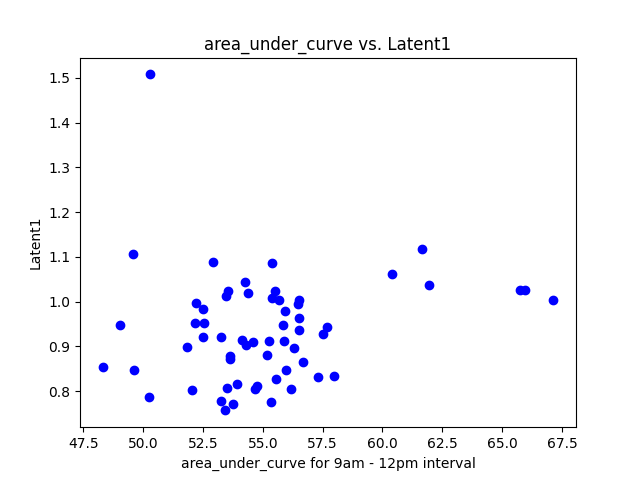 area_under_curve vs. Latent1
1.5
1.4
1.3
1.2
1.1
1.0
0.9
0.8
Latent1
47.5 50.0 52.5 55.0 57.5 60.0 62.5 65.0 67.5
area_under_curve for 9am - 12pm interval